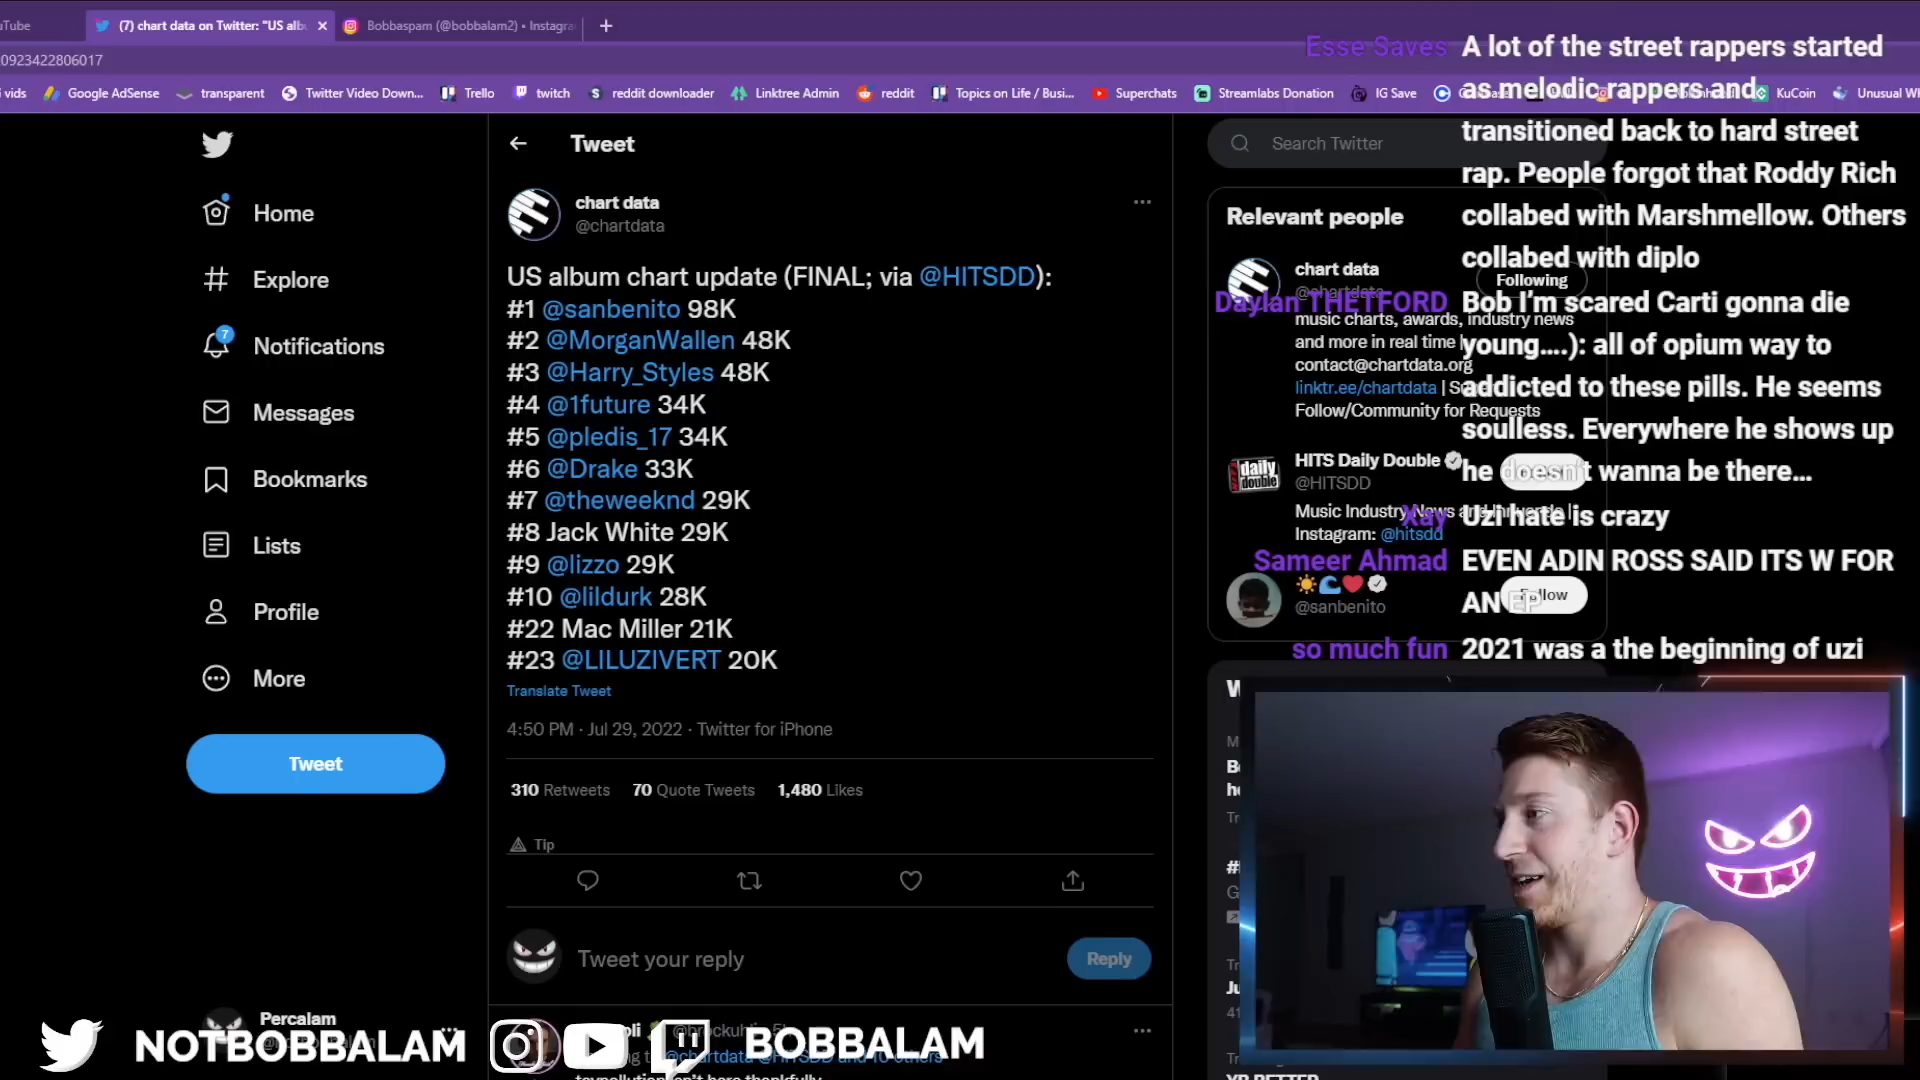 uTube
(7) chart data on Twitter: "US alb
Bobbaspam (@bobbalam2) • Instagra
0923422806017
vids
Google AdSense
transparent
Twitter Video Down...
Trello
twitch
reddit downloader
Linktree Admin
reddit
Topics on Life / Busi...
Superchats
Streamlabs Donation
IG Save
KuCoin
Unusual Wh
Home
Explore
7
Notifications
Messages
Bookmarks
Lists
Profile
More
Tweet
Percalam
Tweet
chart data
@chartdata
US album chart update (FINAL; via @HITSDD):
#1 @sanbenito 98K
#2 @MorganWallen 48K
#3 @Harry_Styles 48K
#4 @1future 34K
#5 @pledis_17 34K
#6 @Drake 33K
#7 @theweeknd 29K
#8 Jack White 29K
#9 @lizzo 29K
#10 @lildurk 28K
#22 Mac Miller 21K
#23 @LILUZIVERT 20K
Translate Tweet
4:50 PM · Jul 29, 2022 · Twitter for iPhone
310 Retweets 70 Quote Tweets 1,480 Likes
Tip
Tweet your reply
Reply
Search Twitter
Relevant people
chart data
@chartdata
Following
music charts, awards, industry news
and more in real time |
contact@chartdata.org
linktr.ee/chartdata |
Follow/Community for Requests
HITS Daily Double
@HITSDD
daily
double
Music Industry News and Innuendo |
Instagram: @hitsdd
@sanbenito
Follow
Esse Saves A lot of the street rappers started
as melodic rappers and
transitioned back to hard street
rap. People forgot that Roddy Rich
collabed with Marshmellow. Others
collabed with diplo
Daylan THETFORD Bob I'm scared Carti gonna die
young....): all of opium way to
addicted to these pills. He seems
soulless. Everywhere he shows up
he doesn't wanna be there...
Xay Uzi hate is crazy
Sameer Ahmad EVEN ADIN ROSS SAID ITS W FOR
AN EP
so much fun 2021 was a the beginning of uzi
NOTBOBBALAM
BOBBALAM